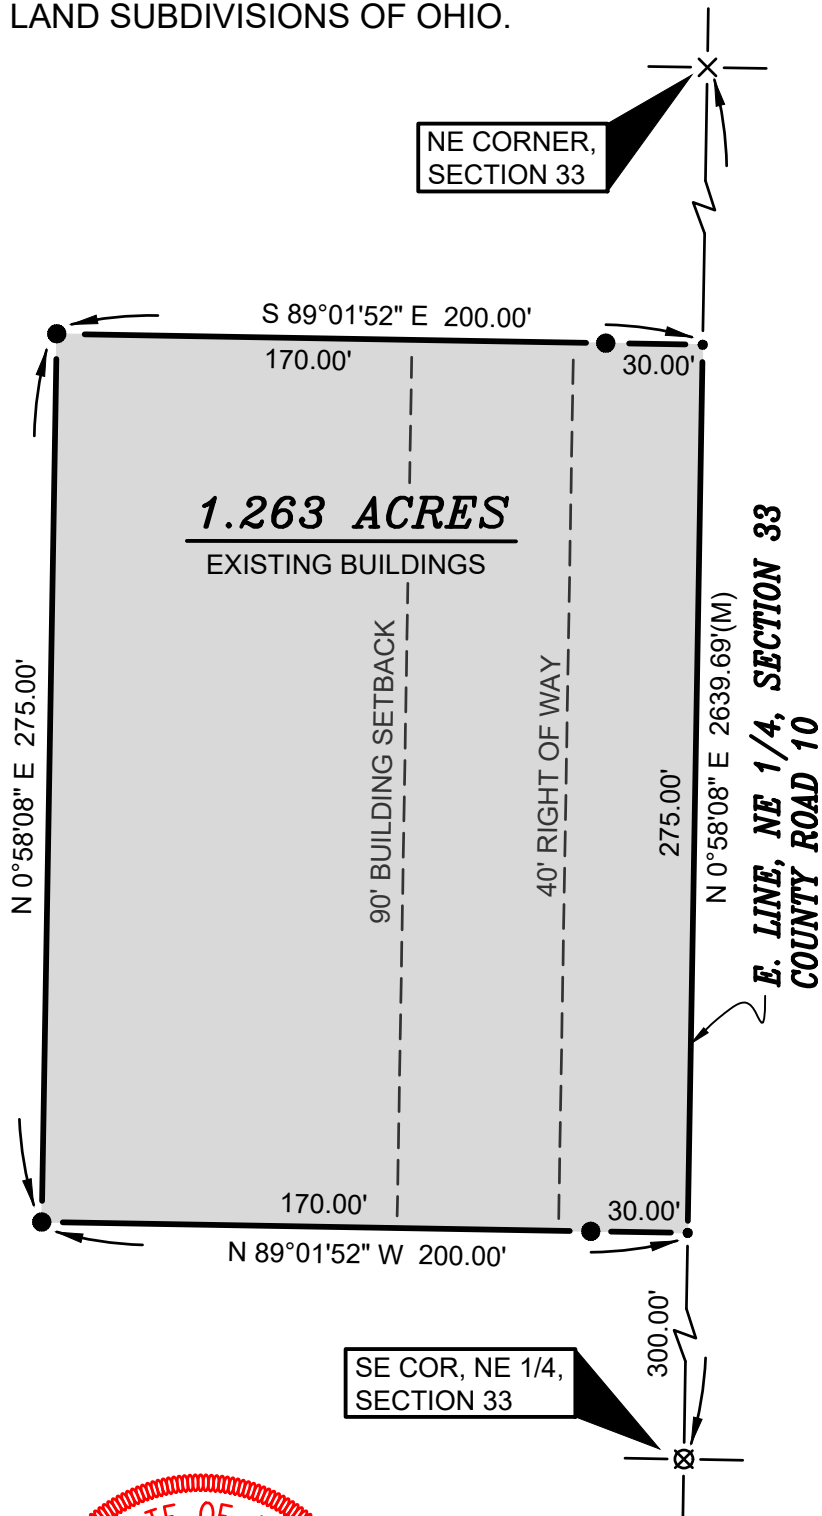 LAND SUBDIVISIONS OF OHIO.
NE CORNER,
SECTION 33
S 89°01'52" E 200.00'
170.00'
30.00'
1.263 ACRES
EXISTING BUILDINGS
N 0°58'08" E 275.00'
90' BUILDING SETBACK
40' RIGHT OF WAY
275.00'
N 0°58'08" E 2639.69'(M)
E. LINE, NE 1/4, SECTION 33
COUNTY ROAD 10
170.00'
30.00'
N 89°01'52" W 200.00'
300.00'
SE COR, NE 1/4,
SECTION 33
TE OF